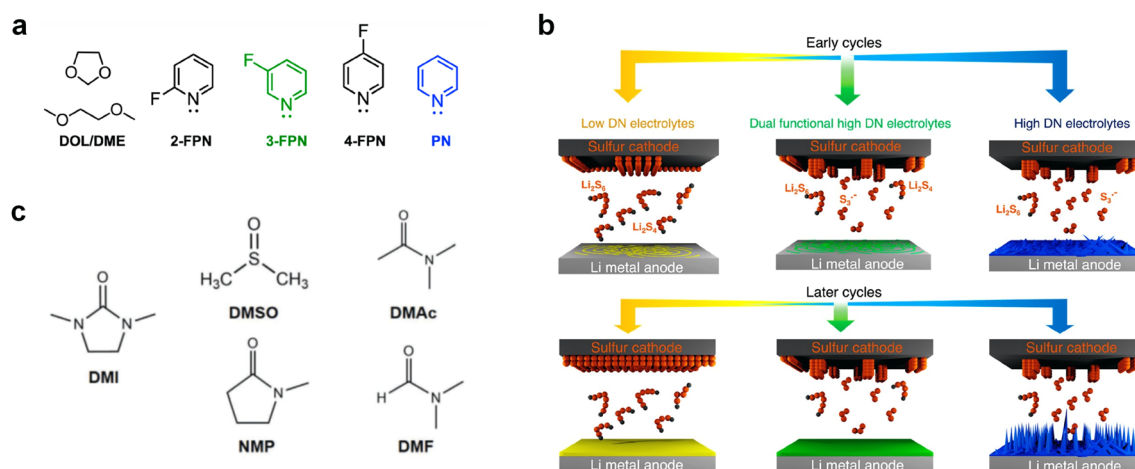 a
O
O
O
O
DOL/DME
F
N
2-FPN
F
N
3-FPN
F
N
4-FPN
N
PN
b
Early cycles
Low DN electrolytes
Dual functional high DN electrolytes
High DN electrolytes
Sulfur cathode
Sulfur cathode
Sulfur cathode
Li₂S₆
Li₂S₄
Li₂S₆
S₃·⁻
Li₂S₄
Li₂S₆
S₃·⁻
Li metal anode
Li metal anode
Li metal anode
Later cycles
Sulfur cathode
Sulfur cathode
Sulfur cathode
Li metal anode
Li metal anode
Li metal anode
c
O
N
N
DMI
O
S
H₃C
CH₃
DMSO
O
N
DMAc
O
N
NMP
O
H
N
DMF